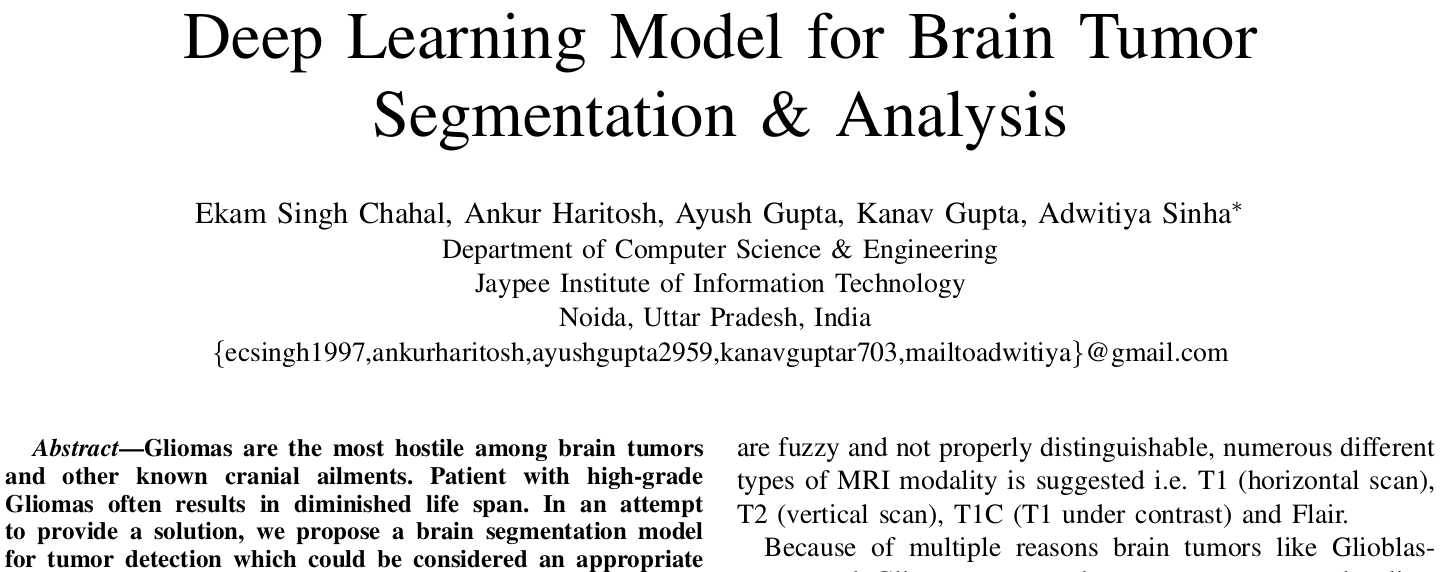 Deep Learning Model for Brain Tumor
Segmentation & Analysis
Ekam Singh Chahal, Ankur Haritosh, Ayush Gupta, Kanav Gupta, Adwitiya Sinha*
Department of Computer Science & Engineering
Jaypee Institute of Information Technology
Noida, Uttar Pradesh, India
{ecsingh1997,ankurharitosh,ayushgupta2959,kanavguptar703,mailtoadwitiya}@gmail.com
Abstract—Gliomas are the most hostile among brain tumors
and other known cranial ailments. Patient with high-grade
Gliomas often results in diminished life span. In an attempt
to provide a solution, we propose a brain segmentation model
for tumor detection which could be considered an appropriate
are fuzzy and not properly distinguishable, numerous different
types of MRI modality is suggested i.e. T1 (horizontal scan),
T2 (vertical scan), T1C (T1 under contrast) and Flair.
Because of multiple reasons brain tumors like Glioblas-